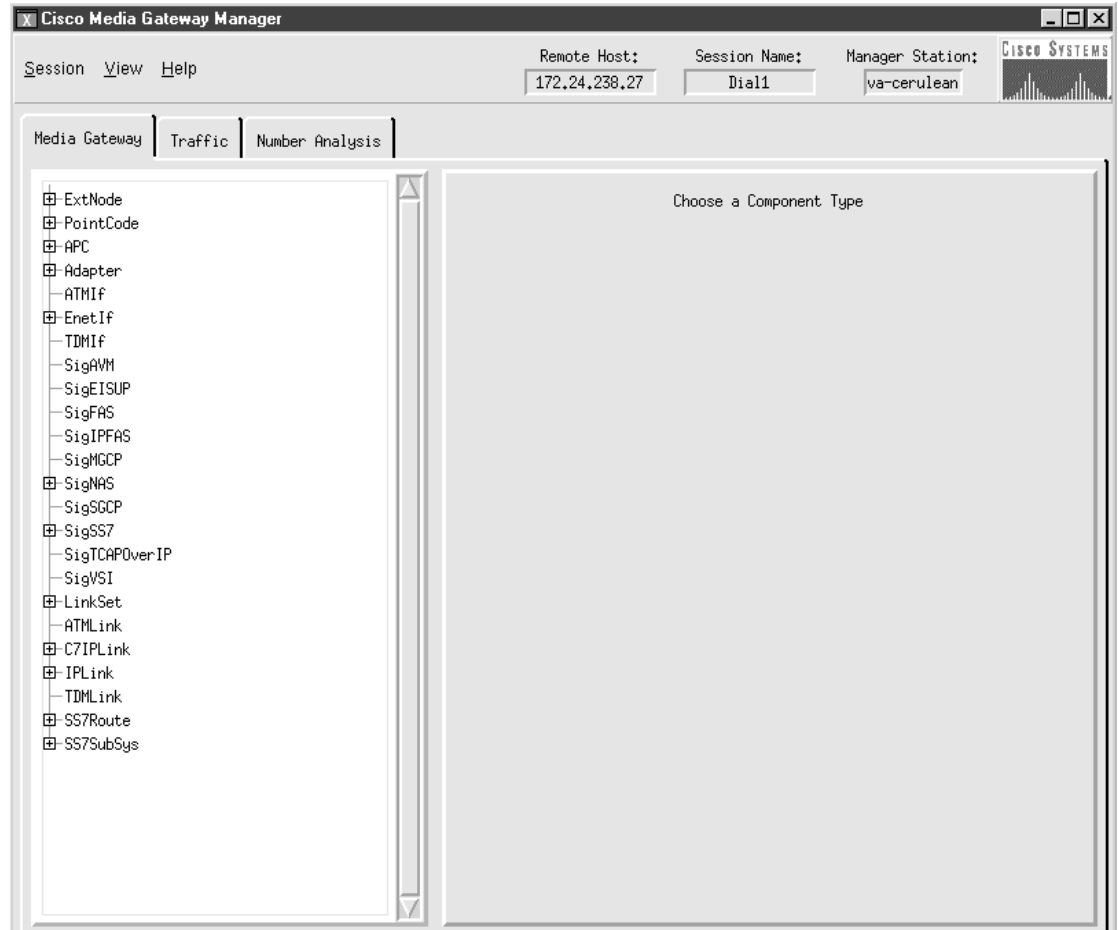 X Cisco Media Gateway Manager
Session View Help
Remote Host: Session Name: Manager Station:
172.24.238.27 Dial1 va-cerulean
CISCO SYSTEMS
Media Gateway Traffic Number Analysis
ExtNode
PointCode
APC
Adapter
ATMIf
EnetIf
TDMIf
SigAVM
SigEISUP
SigFAS
SigIPFAS
SigMGCP
SigNAS
SigSGCP
SigSS7
SigTCAPOverIP
SigVSI
LinkSet
ATMLink
C7IPLink
IPLink
TDMLink
SS7Route
SS7SubSys
Choose a Component Type